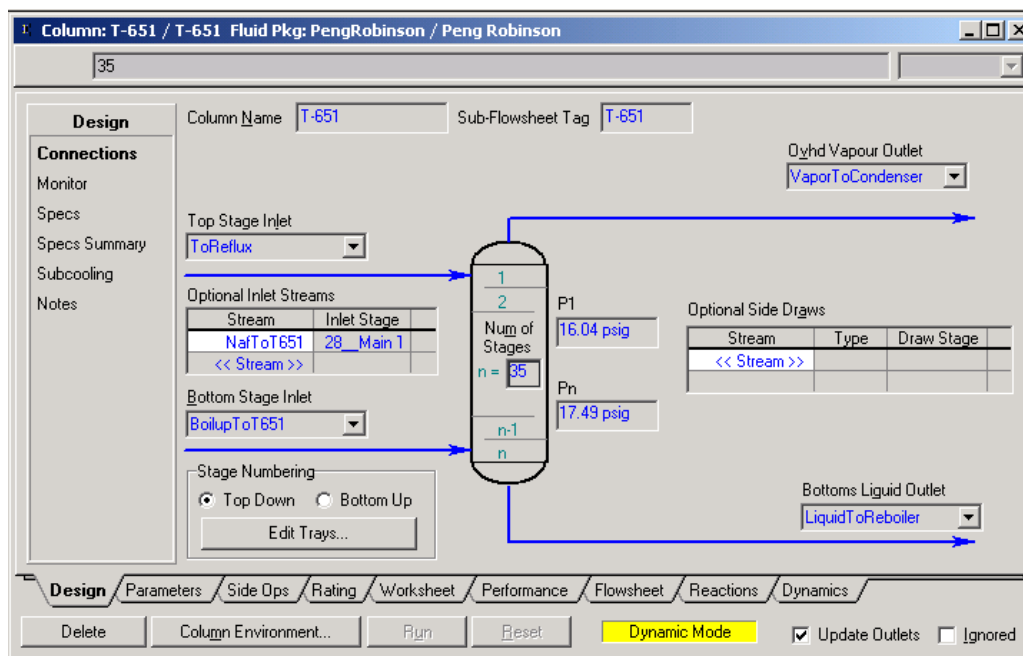 Column: T-651 / T-651 Fluid Pkg: PengRobinson / Peng Robinson
35
Design
Connections
Monitor
Specs
Specs Summary
Subcooling
Notes
Column Name T-651 Sub-Flowsheet Tag T-651
Ovhd Vapour Outlet
VaporToCondenser
Top Stage Inlet
ToReflux
Optional Inlet Streams
Stream Inlet Stage
NafToT651 28__Main T
<< Stream >>
Bottom Stage Inlet
BoilupToT651
Stage Numbering
Top Down Bottom Up
Edit Trays...
1
2
Num of
Stages
n = 35
n-1
n
P1
16.04 psig
Pn
17.49 psig
Optional Side Draws
Stream Type Draw Stage
<< Stream >>
Bottoms Liquid Outlet
LiquidToReboiler
Design Parameters Side Ops Rating Worksheet Performance Flowsheet Reactions Dynamics
Delete Column Environment... Run Reset Dynamic Mode Update Outlets Ignored